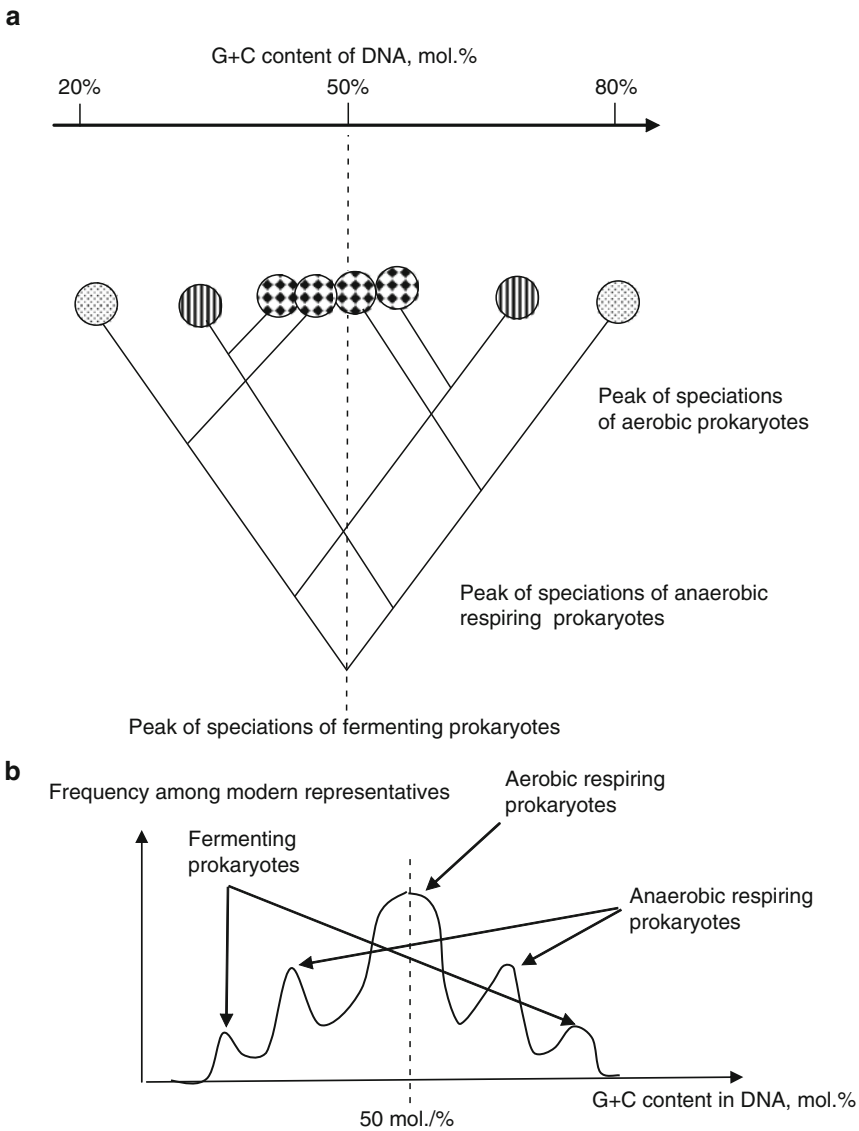 a
G+C content of DNA, mol.%
20%
50%
80%
Peak of speciations
of aerobic prokaryotes
Peak of speciations of anaerobic
respiring prokaryotes
Peak of speciations of fermenting prokaryotes
b
Frequency among modern representatives
Aerobic respiring
prokaryotes
Fermenting
prokaryotes
Anaerobic respiring
prokaryotes
G+C content in DNA, mol.%
50 mol./%